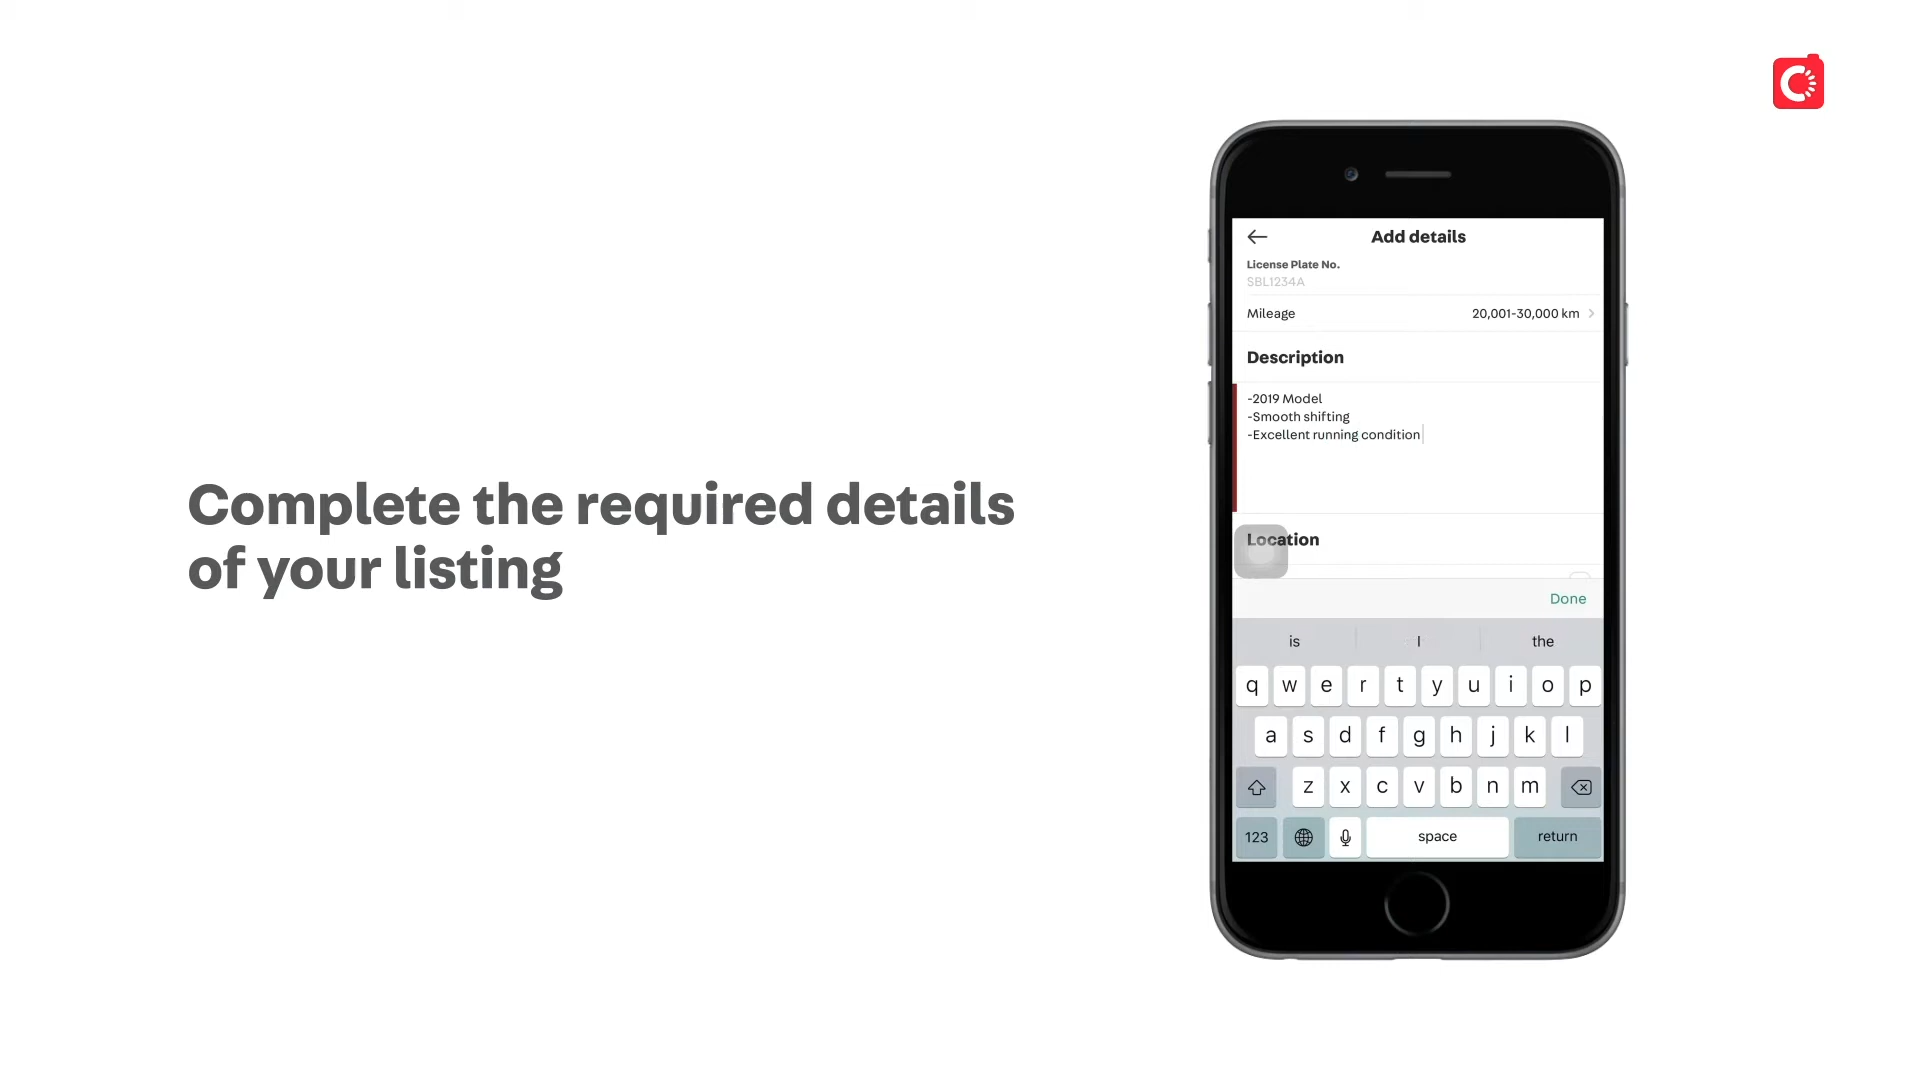 Complete the required details
of your listing
Add details
License Plate No.
SBL1234A
Mileage 20,001-30,000 km
Description
-2019 Model
-Smooth shifting
-Excellent running condition
Location
Done
is I the
q w e r t y u i o p
a s d f g h j k l
z x c v b n m
123 space return